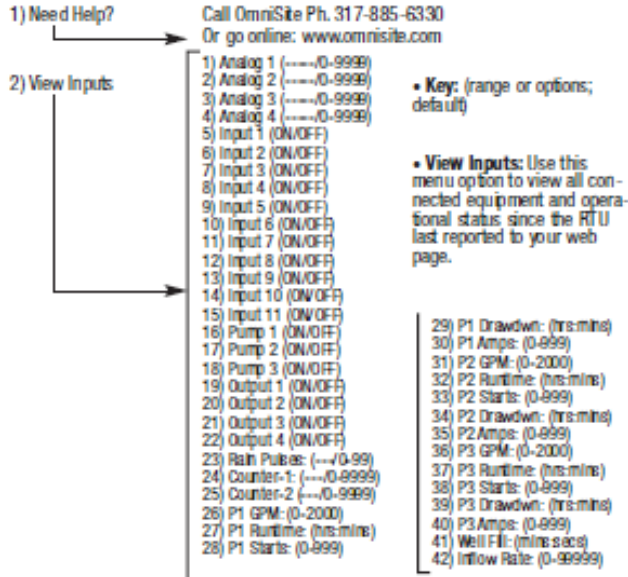 1) Need Help?
Call OmniSite Ph. 317-885-6330
Or go online: www.omnisite.com
2) View Inputs
1) Analog 1 (-----/0-9999)
2) Analog 2 (-----/0-9999)
3) Analog 3 (-----/0-9999)
4) Analog 4 (-----/0-9999)
5) Input 1 (ON/OFF)
6) Input 2 (ON/OFF)
7) Input 3 (ON/OFF)
8) Input 4 (ON/OFF)
9) Input 5 (ON/OFF)
10) Input 6 (ON/OFF)
11) Input 7 (ON/OFF)
12) Input 8 (ON/OFF)
13) Input 9 (ON/OFF)
14) Input 10 (ON/OFF)
15) Input 11 (ON/OFF)
16) Pump 1 (ON/OFF)
17) Pump 2 (ON/OFF)
18) Pump 3 (ON/OFF)
19) Output 1 (ON/OFF)
20) Output 2 (ON/OFF)
21) Output 3 (ON/OFF)
22) Output 4 (ON/OFF)
23) Rain Pulses: (---/0-99)
24) Counter-1: (---/0-9999)
25) Counter-2 (---/0-9999)
26) P1 GPM: (0-2000)
27) P1 Runtime: (hrs:mins)
28) P1 Starts: (0-999)
• Key: (range or options;
default)
• View Inputs: Use this
menu option to view all con-
nected equipment and opera-
tional status since the RTU
last reported to your web
page.
29) P1 Drawdwn: (hrs:mins)
30) P1 Amps: (0-999)
31) P2 GPM: (0-2000)
32) P2 Runtime: (hrs:mins)
33) P2 Starts: (0-999)
34) P2 Drawdwn: (hrs:mins)
35) P2 Amps: (0-999)
36) P3 GPM: (0-2000)
37) P3 Runtime: (hrs:mins)
38) P3 Starts: (0-999)
39) P3 Drawdwn: (hrs:mins)
40) P3 Amps: (0-999)
41) Well Fill: (mins:secs)
42) Inflow Rate: (0-99999)